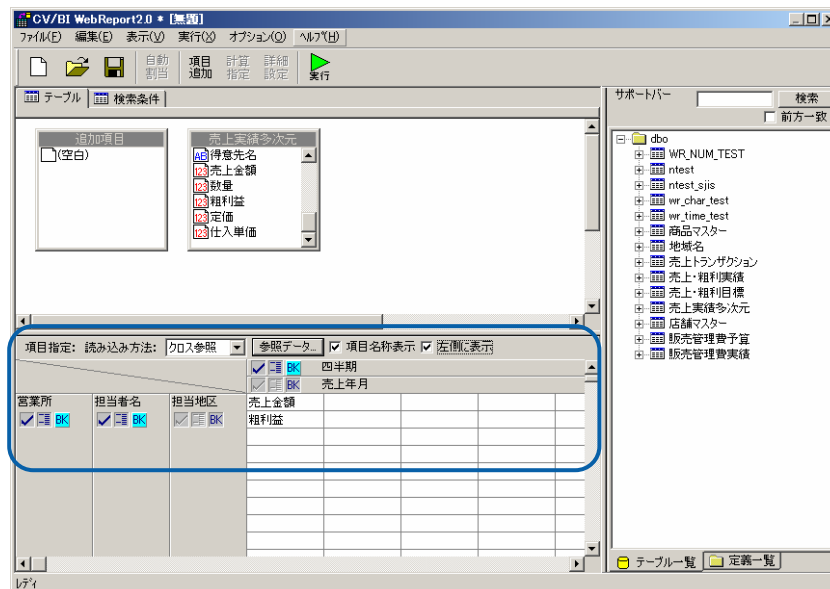 CV/BI WebReport2.0 * [無題]
ファイル(F) 編集(E) 表示(V) 実行(X) オプション(O) ヘルプ(H)
自動割当 項目追加 計算指定 詳細設定 実行
テーブル 検索条件
追加項目
(空白)
売上実績多次元
得意先名
売上金額
数量
粗利益
定価
仕入単価
項目指定: 読み込み方法: クロス参照 参照データ... 項目名称表示 左側に表示
BK 四半期
BK 売上年月
営業所 担当者名 担当地区 売上金額
BK BK BK 粗利益
レディ
サポートバー 検索
前方一致
dbo
WR_NUM_TEST
ntest
ntest_sjis
wr_char_test
wr_time_test
商品マスター
地域名
売上トランザクション
売上・粗利実績
売上・粗利目標
売上実績多次元
店舗マスター
販売管理費予算
販売管理費実績
テーブル一覧 定義一覧